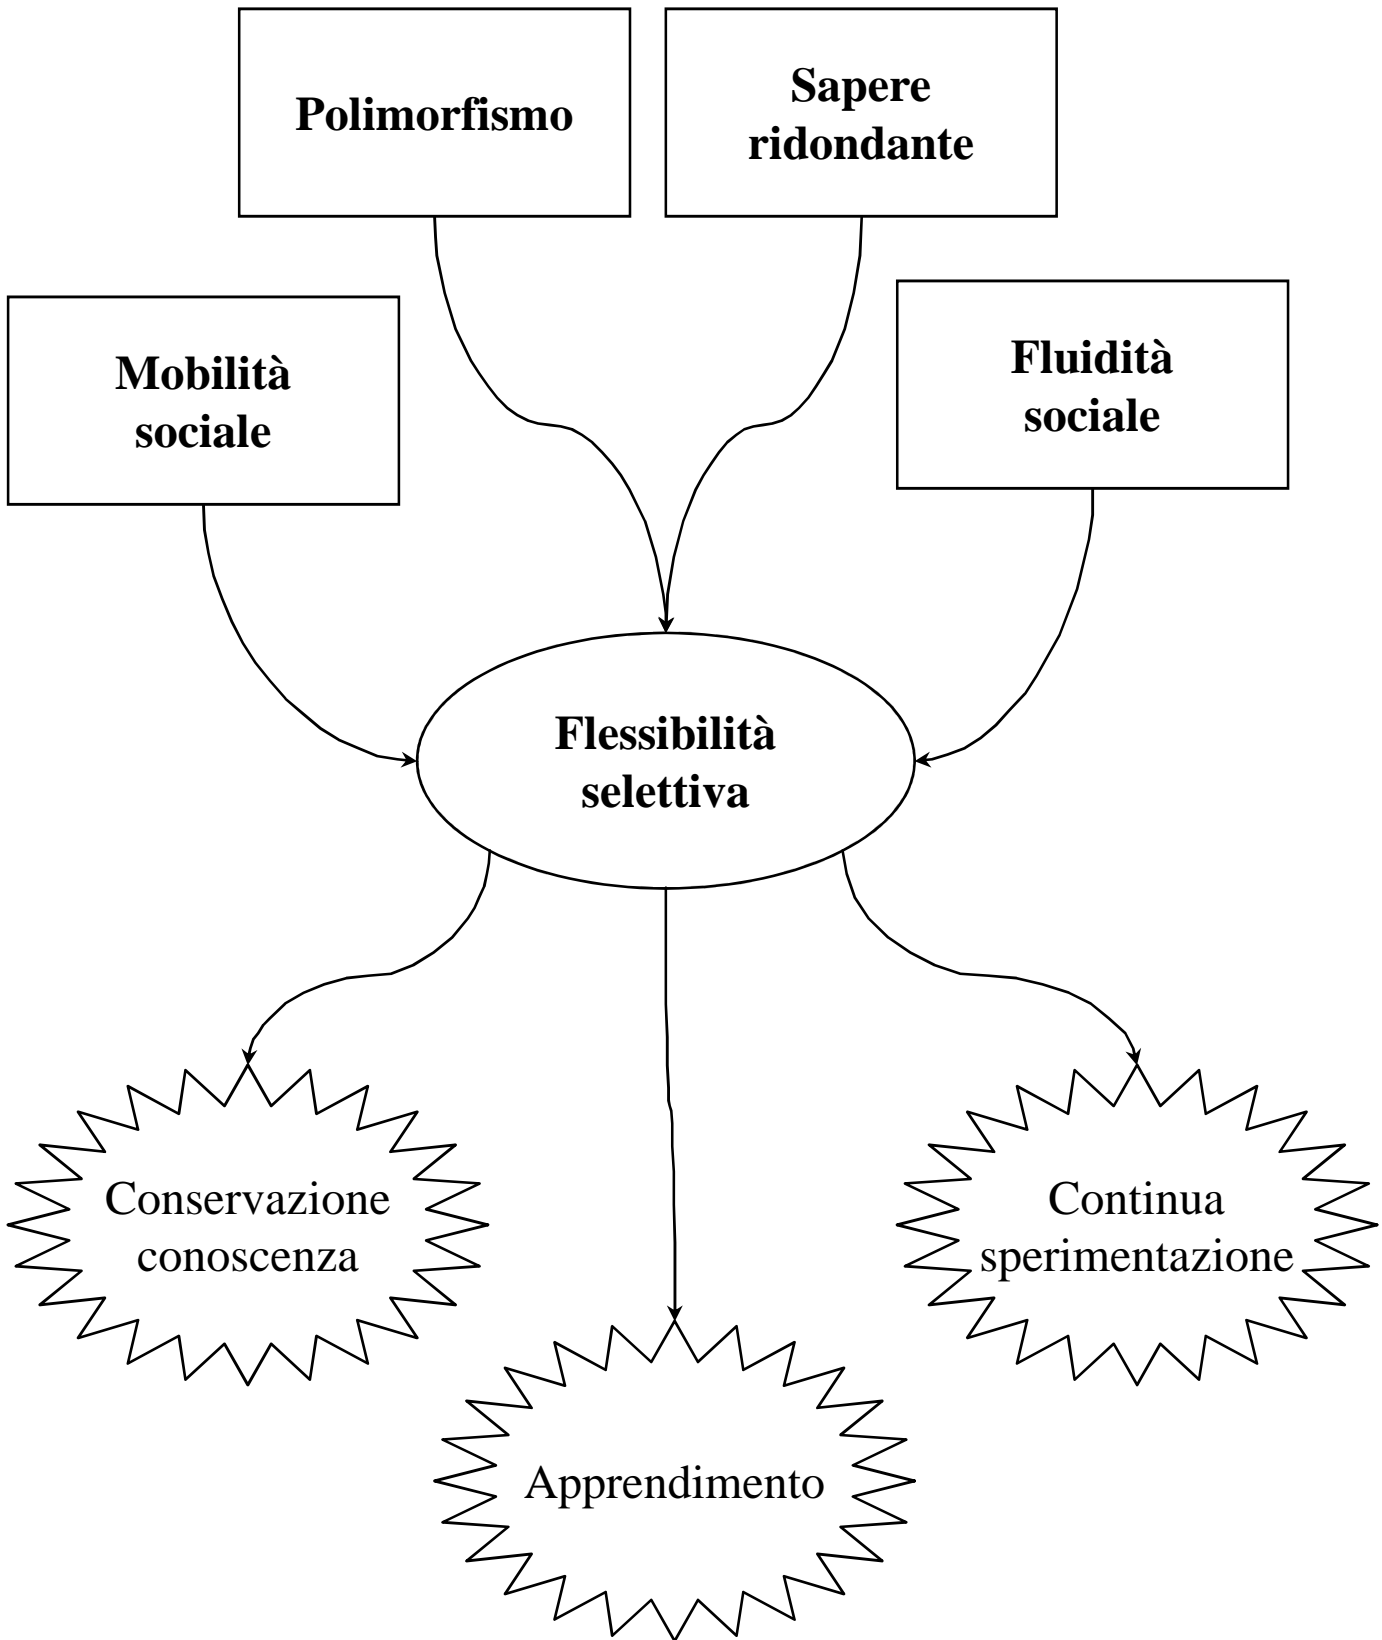 Polimorfismo
Sapere
ridondante
Mobilità
sociale
Fluidità
sociale
Flessibilità
selettiva
Conservazione
conoscenza
Continua
sperimentazione
Apprendimento